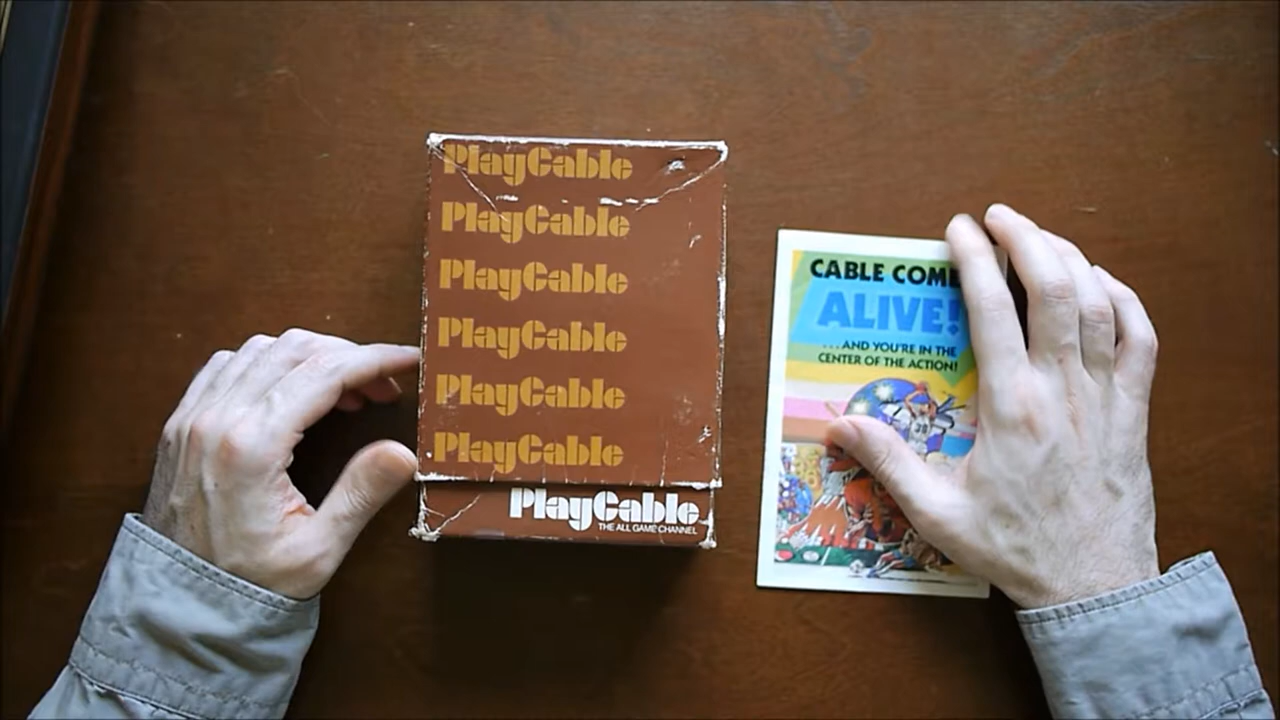 PlayCable
PlayCable
PlayCable
PlayCable
PlayCable
PlayCable
PlayCable
THE ALL GAME CHANNEL
CABLE COME
ALIVE!
...AND YOU'RE IN THE
CENTER OF THE ACTION!
38